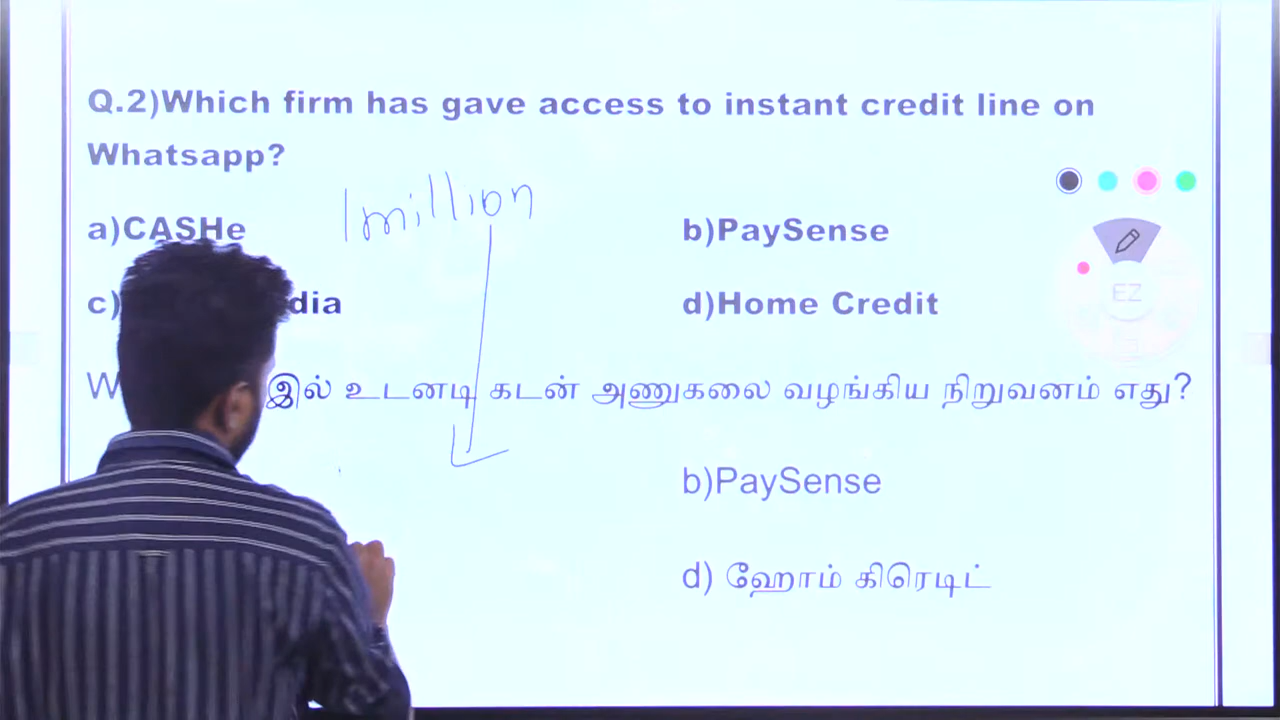 Q.2)Which firm has gave access to instant credit line on
Whatsapp?
1million
a)CASHe b)PaySense
c) dia d)Home Credit
W இல் உடனடி கடன் அணுகலை வழங்கிய நிறுவனம் எது?
b)PaySense
d) ஹோம் கிரெடிட்
EZ